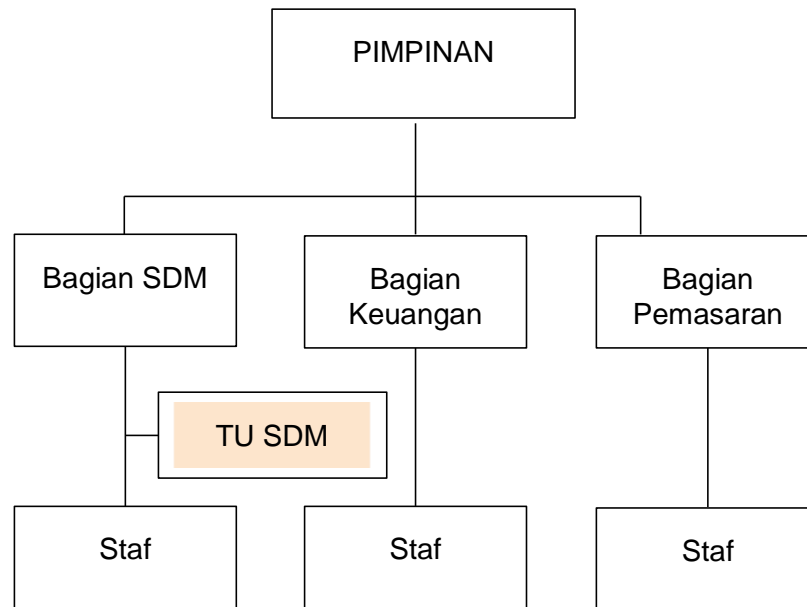 PIMPINAN
Bagian SDM
Bagian
Keuangan
Bagian
Pemasaran
TU SDM
Staf
Staf
Staf